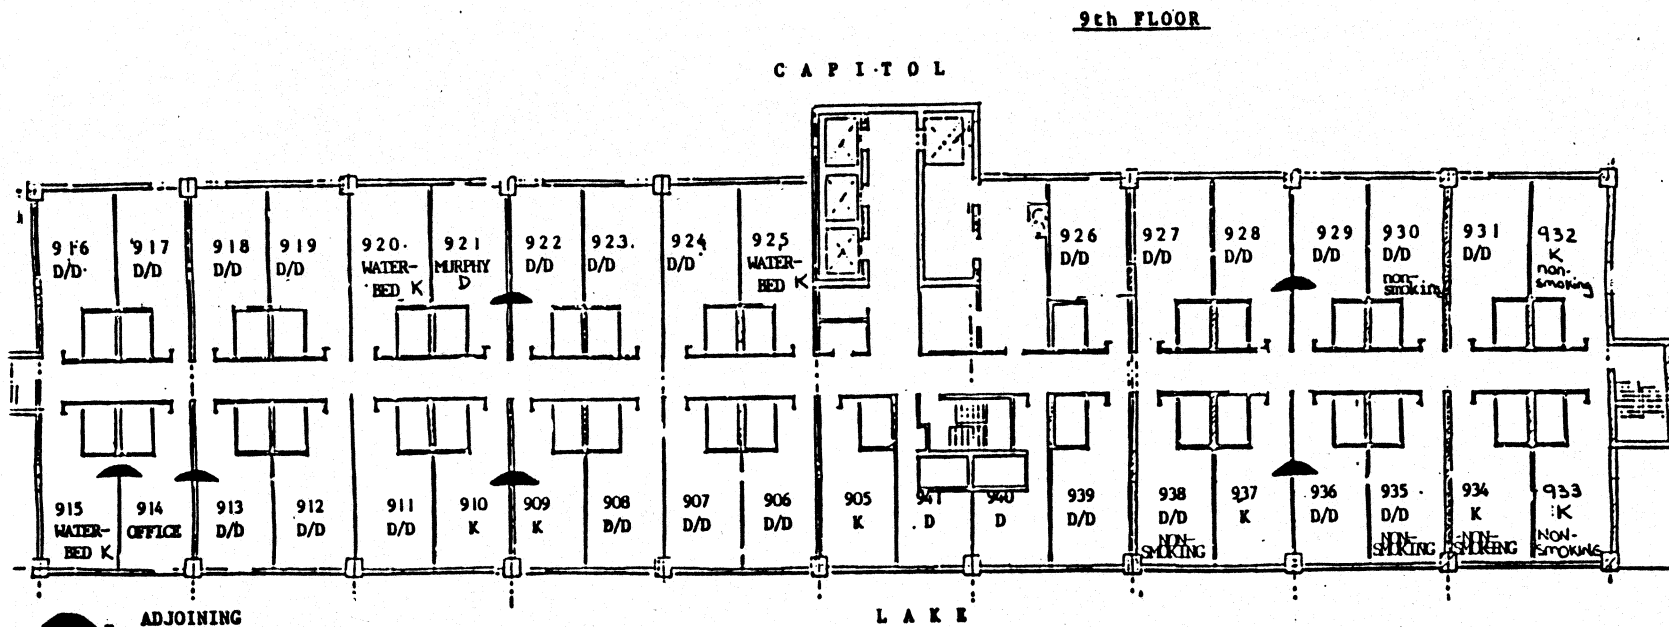 9th FLOOR
CAPITOL
916
D/D
917
D/D
918
D/D
919
D/D
920
WATER-
BED K
921
MURPHY
D
922
D/D
923
D/D
924
D/D
925
WATER-
BED K
926
D/D
927
D/D
928
D/D
929
D/D
930
D/D
non-
smoking
931
D/D
932
K
non-
smoking
915
WATER-
BED K
914
OFFICE
913
D/D
912
D/D
911
D/D
910
K
909
K
908
D/D
907
D/D
906
D/D
905
K
941
D
940
D
939
D/D
938
D/D
NON-
SMOKING
937
K
936
D/D
935
D/D
NON-
SMOKING
934
K
NON-
SMOKING
933
K
NON-
SMOKING
ADJOINING
LAKE